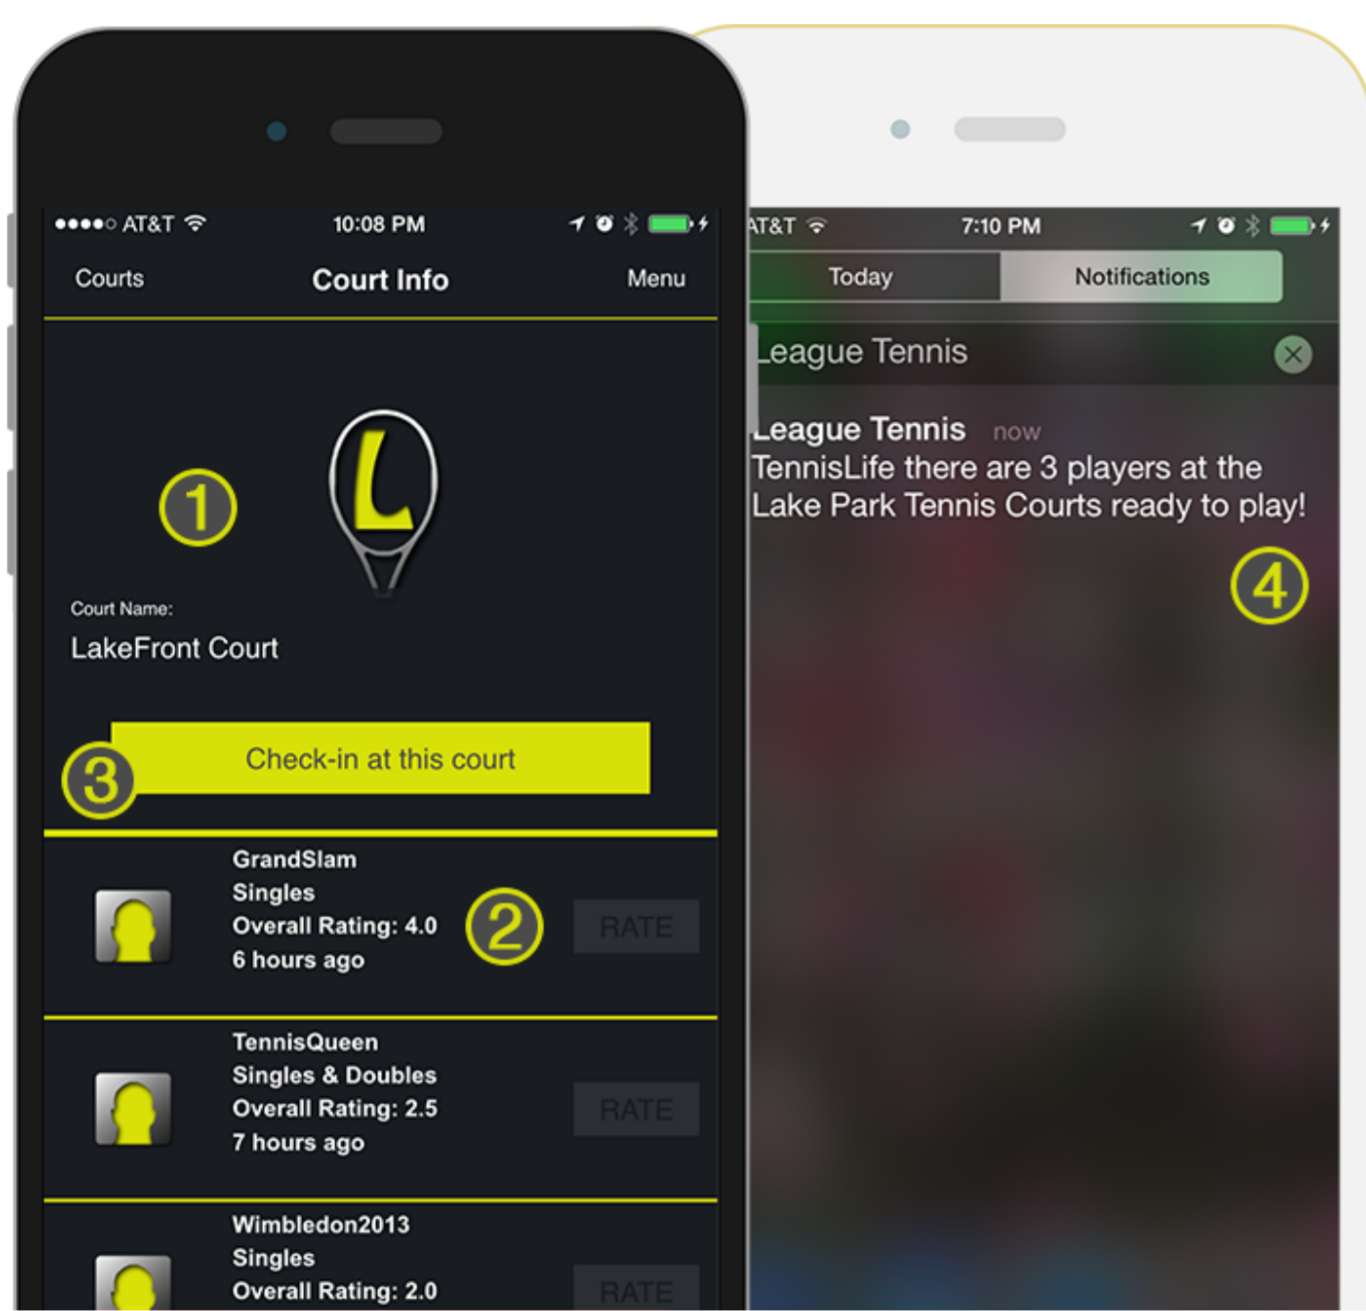 AT&T
10:08 PM
Courts
Court Info
Menu
L
1
Court Name:
LakeFront Court
Check-in at this court
3
GrandSlam
Singles
Overall Rating: 4.0
6 hours ago
2
RATE
TennisQueen
Singles & Doubles
Overall Rating: 2.5
7 hours ago
RATE
Wimbledon2013
Singles
Overall Rating: 2.0
RATE
AT&T
7:10 PM
Today
Notifications
League Tennis
League Tennis now
TennisLife there are 3 players at the
Lake Park Tennis Courts ready to play!
4